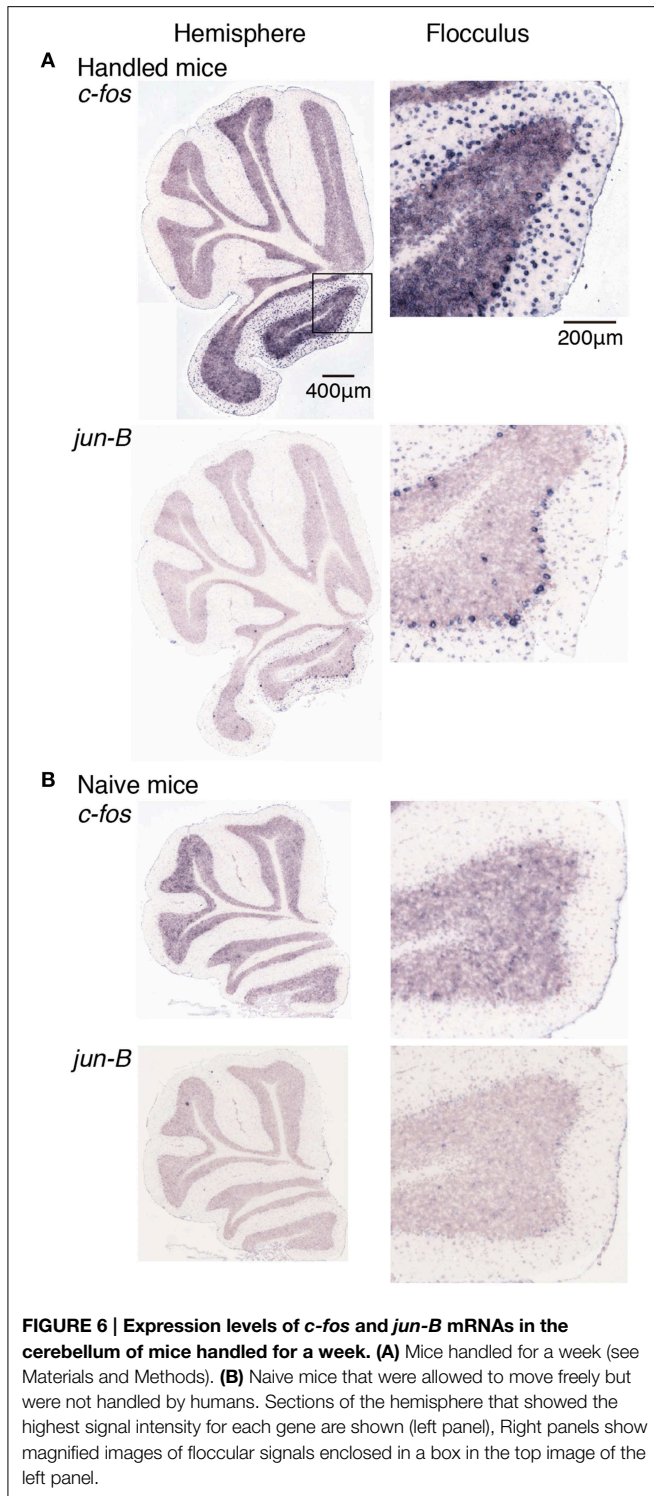 Hemisphere Flocculus
A Handled mice
c-fos
200µm
400µm
jun-B
B Naive mice
c-fos
jun-B
FIGURE 6 | Expression levels of c-fos and jun-B mRNAs in the
cerebellum of mice handled for a week. (A) Mice handled for a week (see
Materials and Methods). (B) Naive mice that were allowed to move freely but
were not handled by humans. Sections of the hemisphere that showed the
highest signal intensity for each gene are shown (left panel), Right panels show
magnified images of floccular signals enclosed in a box in the top image of the
left panel.